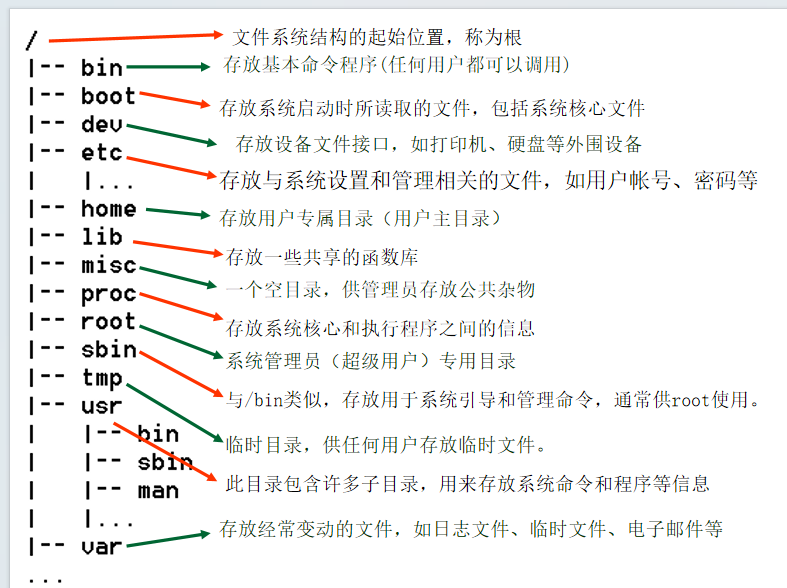 / 文件系统结构的起始位置，称为根
|-- bin 存放基本命令程序(任何用户都可以调用)
|-- boot 存放系统启动时所读取的文件，包括系统核心文件
|-- dev 存放设备文件接口，如打印机、硬盘等外围设备
|-- etc 存放与系统设置和管理相关的文件，如用户帐号、密码等
|   |...
|-- home 存放用户专属目录（用户主目录）
|-- lib 存放一些共享的函数库
|-- misc 一个空目录，供管理员存放公共杂物
|-- proc 存放系统核心和执行程序之间的信息
|-- root 系统管理员（超级用户）专用目录
|-- sbin 与/bin类似，存放用于系统引导和管理命令，通常供root使用。
|-- tmp 临时目录，供任何用户存放临时文件。
|-- usr 此目录包含许多子目录，用来存放系统命令和程序等信息
|   |-- bin
|   |-- sbin
|   |-- man
|   |...
|-- var 存放经常变动的文件，如日志文件、临时文件、电子邮件等
...